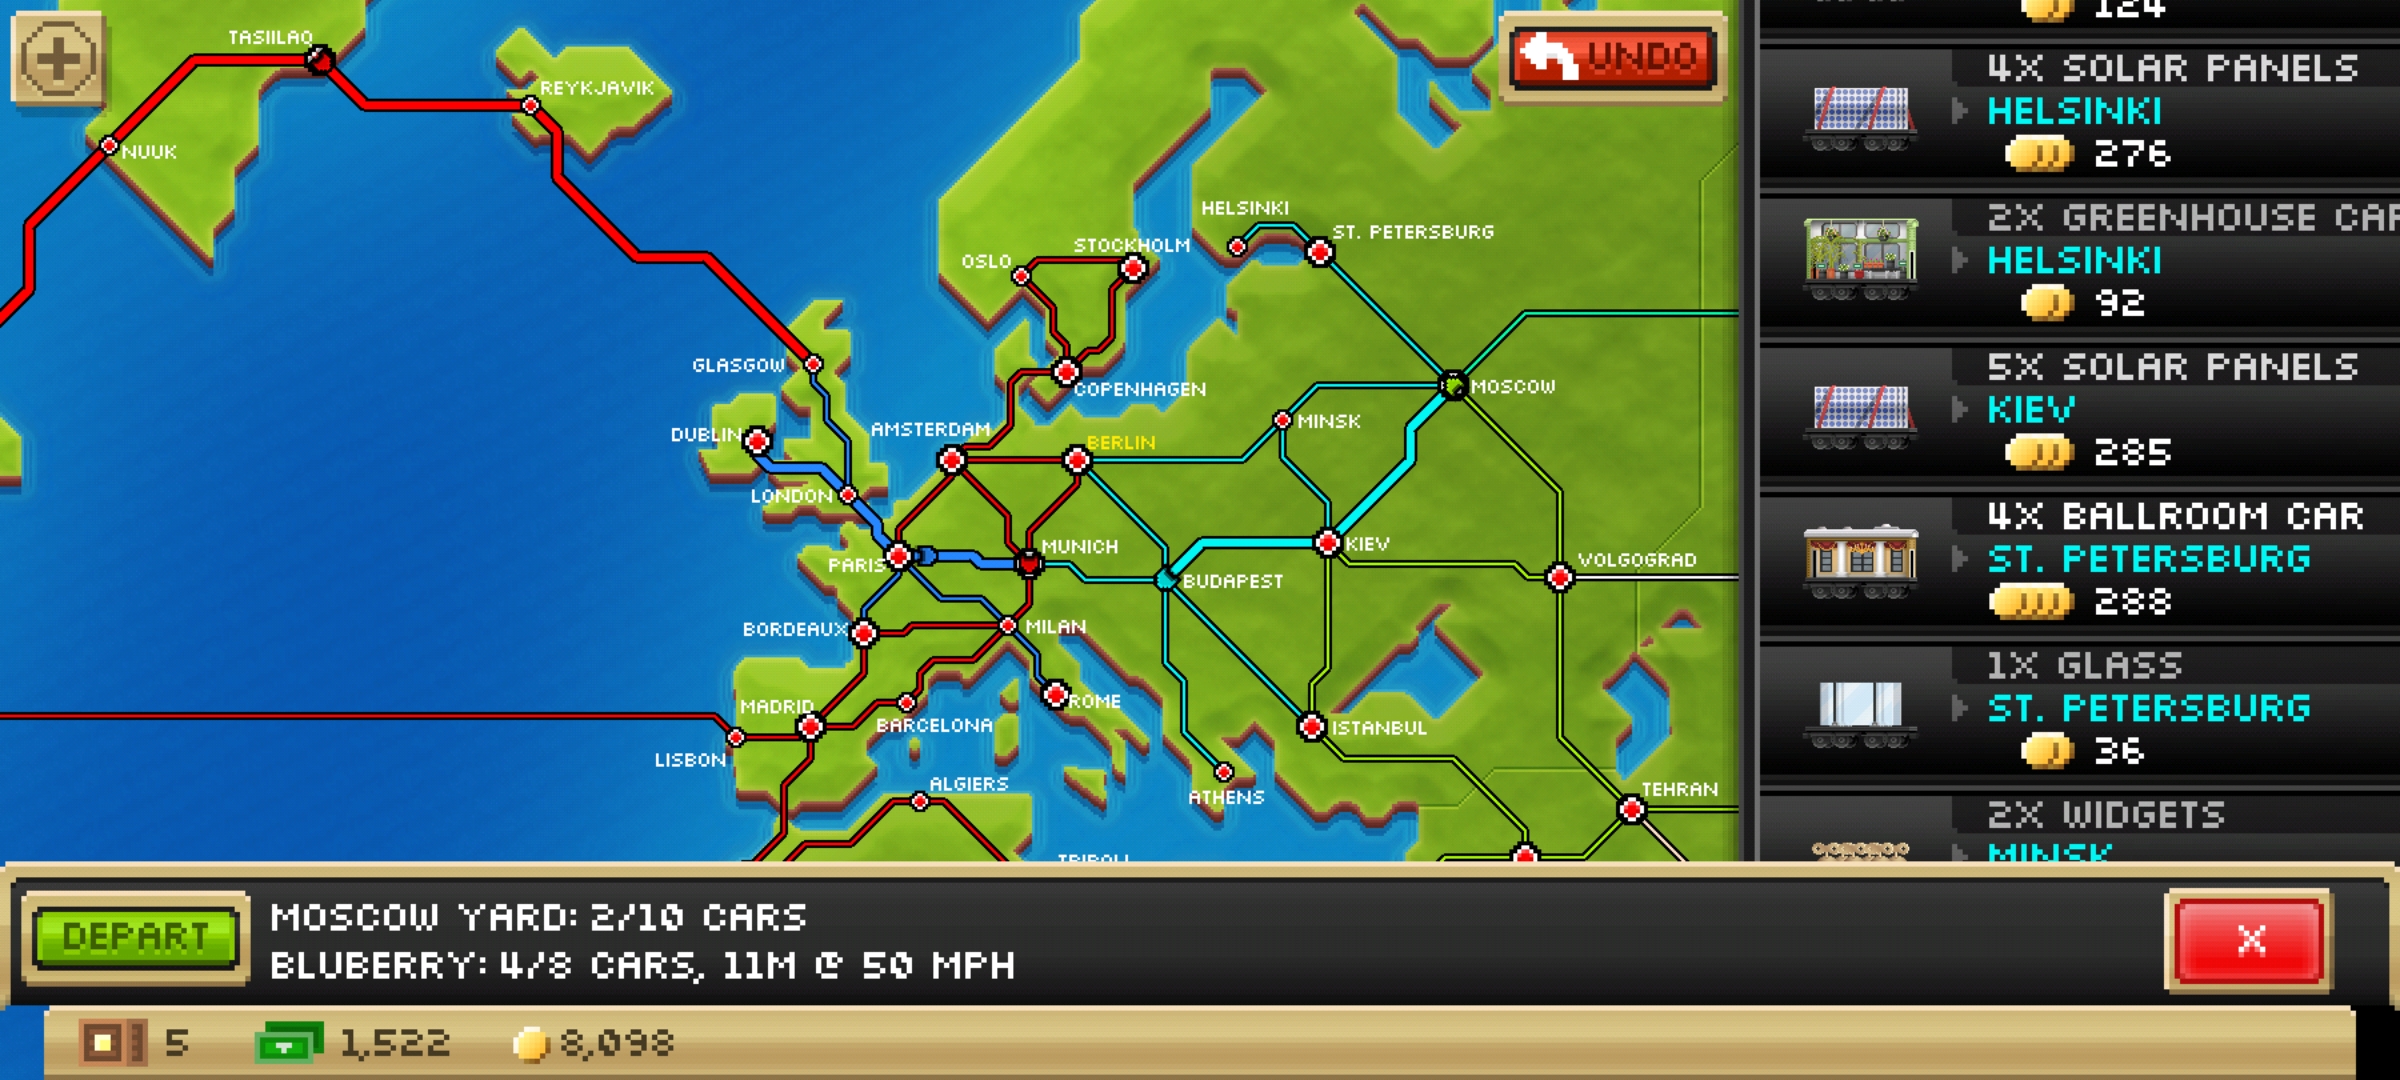 TASIILAQ
REYKJAVIK
NUUK
UNDO
HELSINKI
ST. PETERSBURG
STOCKHOLM
OSLO
GLASGOW
COPENHAGEN
MOSCOW
DUBLIN
AMSTERDAM
BERLIN
MINSK
LONDON
PARIS
MUNICH
KIEV
BUDAPEST
VOLGOGRAD
BORDEAUX
MILAN
MADRID
BARCELONA
ROME
ISTANBUL
LISBON
ALGIERS
ATHENS
TEHRAN
TRIPOLI
124
4X SOLAR PANELS
HELSINKI
276
2X GREENHOUSE CAR
HELSINKI
92
5X SOLAR PANELS
KIEV
285
4X BALLROOM CAR
ST. PETERSBURG
288
1X GLASS
ST. PETERSBURG
36
2X WIDGETS
MINSK
DEPART
MOSCOW YARD: 2/10 CARS
BLUBERRY: 4/8 CARS, 11M @ 50 MPH
X
5
1,522
8,098